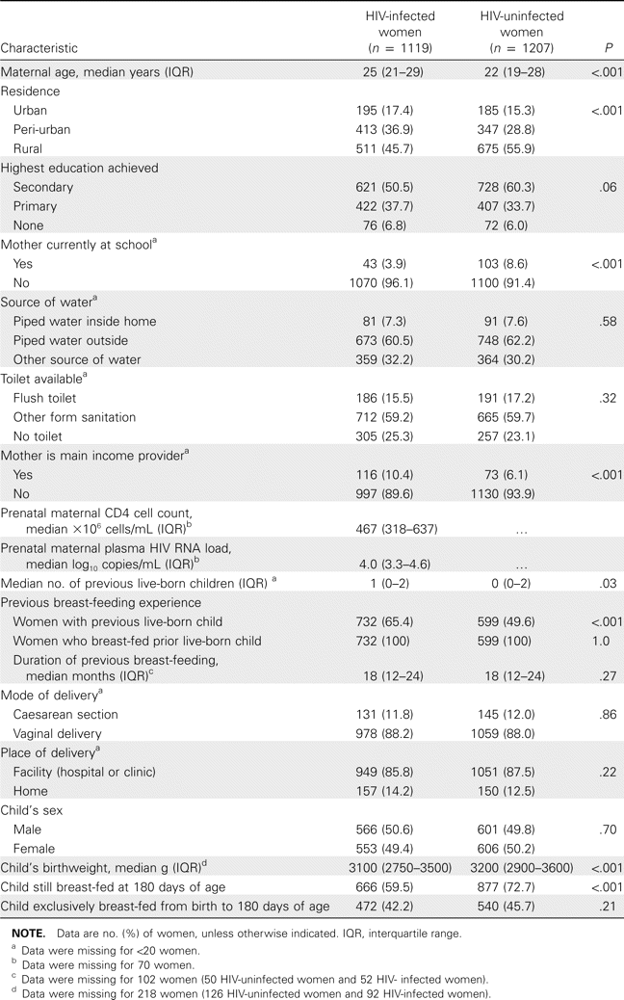 HIV-infected HIV-uninfected
women women
Characteristic (n = 1119) (n = 1207) P
Maternal age, median years (IQR) 25 (21–29) 22 (19–28) <.001
Residence
Urban 195 (17.4) 185 (15.3) <.001
Peri-urban 413 (36.9) 347 (28.8)
Rural 511 (45.7) 675 (55.9)
Highest education achieved
Secondary 621 (50.5) 728 (60.3) .06
Primary 422 (37.7) 407 (33.7)
None 76 (6.8) 72 (6.0)
Mother currently at school^a
Yes 43 (3.9) 103 (8.6) <.001
No 1070 (96.1) 1100 (91.4)
Source of water^a
Piped water inside home 81 (7.3) 91 (7.6) .58
Piped water outside 673 (60.5) 748 (62.2)
Other source of water 359 (32.2) 364 (30.2)
Toilet available^a
Flush toilet 186 (15.5) 191 (17.2) .32
Other form sanitation 712 (59.2) 665 (59.7)
No toilet 305 (25.3) 257 (23.1)
Mother is main income provider^a
Yes 116 (10.4) 73 (6.1) <.001
No 997 (89.6) 1130 (93.9)
Prenatal maternal CD4 cell count,
median ×10⁶ cells/mL (IQR)^b 467 (318–637) …
Prenatal maternal plasma HIV RNA load,
median log₁₀ copies/mL (IQR)^b 4.0 (3.3–4.6) …
Median no. of previous live-born children (IQR) ^a 1 (0–2) 0 (0–2) .03
Previous breast-feeding experience
Women with previous live-born child 732 (65.4) 599 (49.6) <.001
Women who breast-fed prior live-born child 732 (100) 599 (100) 1.0
Duration of previous breast-feeding,
median months (IQR)^c 18 (12–24) 18 (12–24) .27
Mode of delivery^a
Caesarean section 131 (11.8) 145 (12.0) .86
Vaginal delivery 978 (88.2) 1059 (88.0)
Place of delivery^a
Facility (hospital or clinic) 949 (85.8) 1051 (87.5) .22
Home 157 (14.2) 150 (12.5)
Child's sex
Male 566 (50.6) 601 (49.8) .70
Female 553 (49.4) 606 (50.2)
Child's birthweight, median g (IQR)^d 3100 (2750–3500) 3200 (2900–3600) <.001
Child still breast-fed at 180 days of age 666 (59.5) 877 (72.7) <.001
Child exclusively breast-fed from birth to 180 days of age 472 (42.2) 540 (45.7) .21
NOTE. Data are no. (%) of women, unless otherwise indicated. IQR, interquartile range.
^a Data were missing for <20 women.
^b Data were missing for 70 women.
^c Data were missing for 102 women (50 HIV-uninfected women and 52 HIV- infected women).
^d Data were missing for 218 women (126 HIV-uninfected women and 92 HIV-infected women).